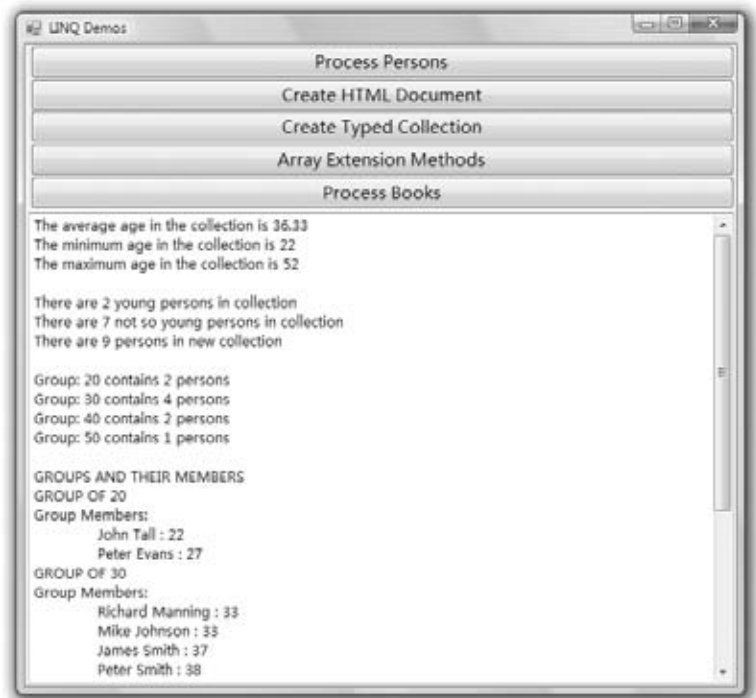 LINQ Demos
Process Persons
Create HTML Document
Create Typed Collection
Array Extension Methods
Process Books
The average age in the collection is 36.33
The minimum age in the collection is 22
The maximum age in the collection is 52
There are 2 young persons in collection
There are 7 not so young persons in collection
There are 9 persons in new collection
Group: 20 contains 2 persons
Group: 30 contains 4 persons
Group: 40 contains 2 persons
Group: 50 contains 1 persons
GROUPS AND THEIR MEMBERS
GROUP OF 20
Group Members:
John Tall : 22
Peter Evans : 27
GROUP OF 30
Group Members:
Richard Manning : 33
Mike Johnson : 33
James Smith : 37
Peter Smith : 38